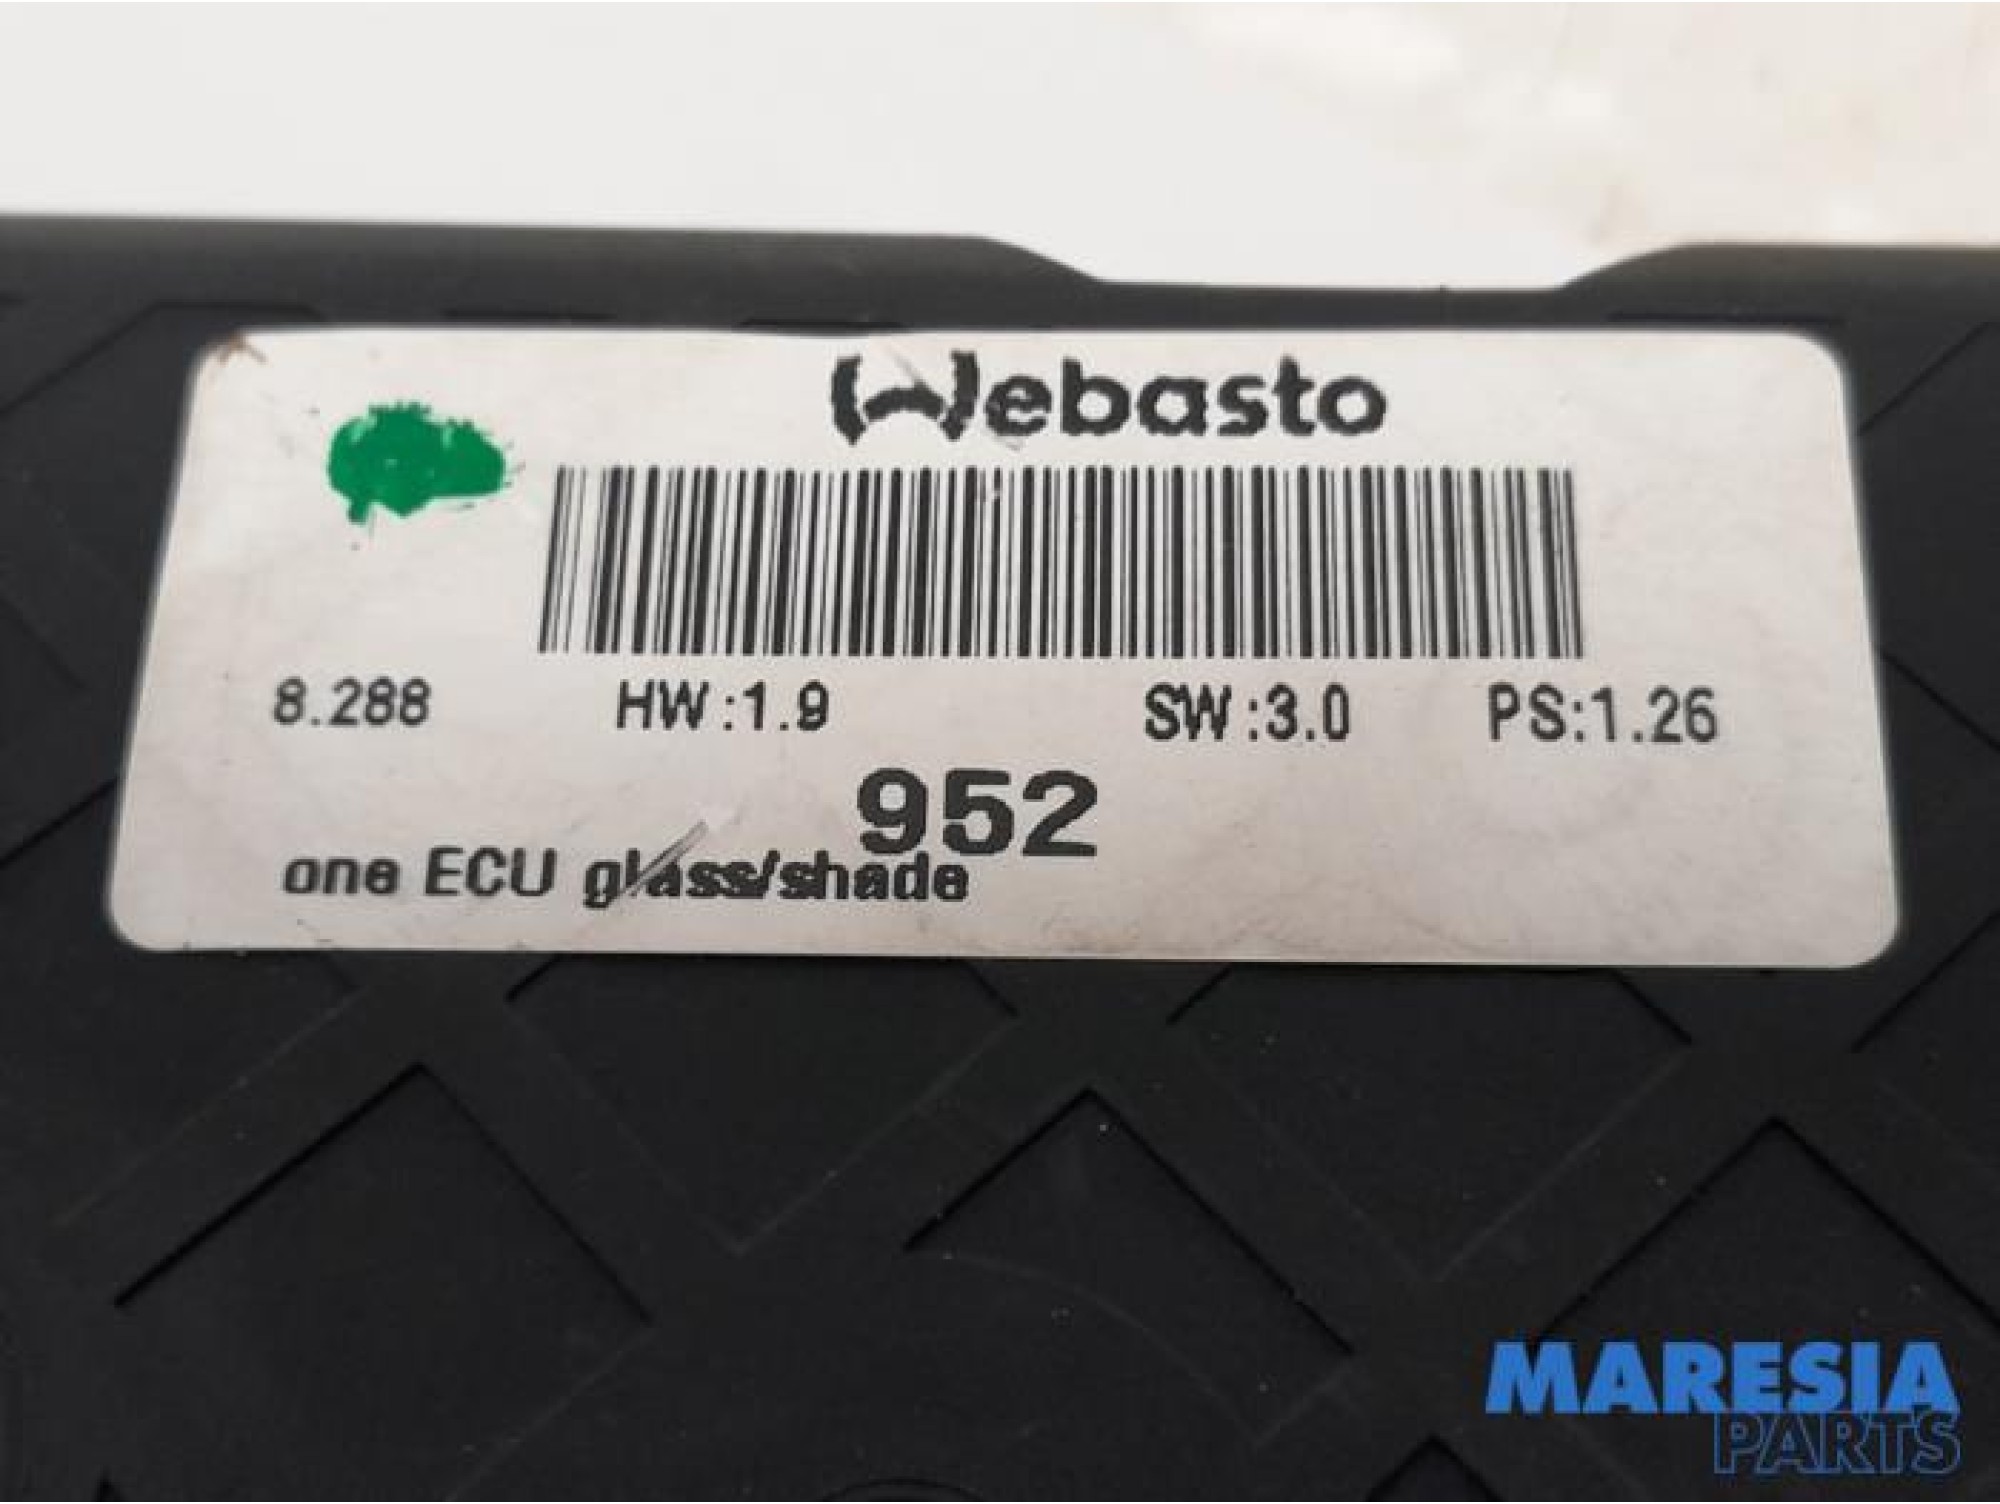 Webasto
8.288 HW:1.9 SW:3.0 PS:1.26
952
one ECU glass/shade
MARESIA
PARTS